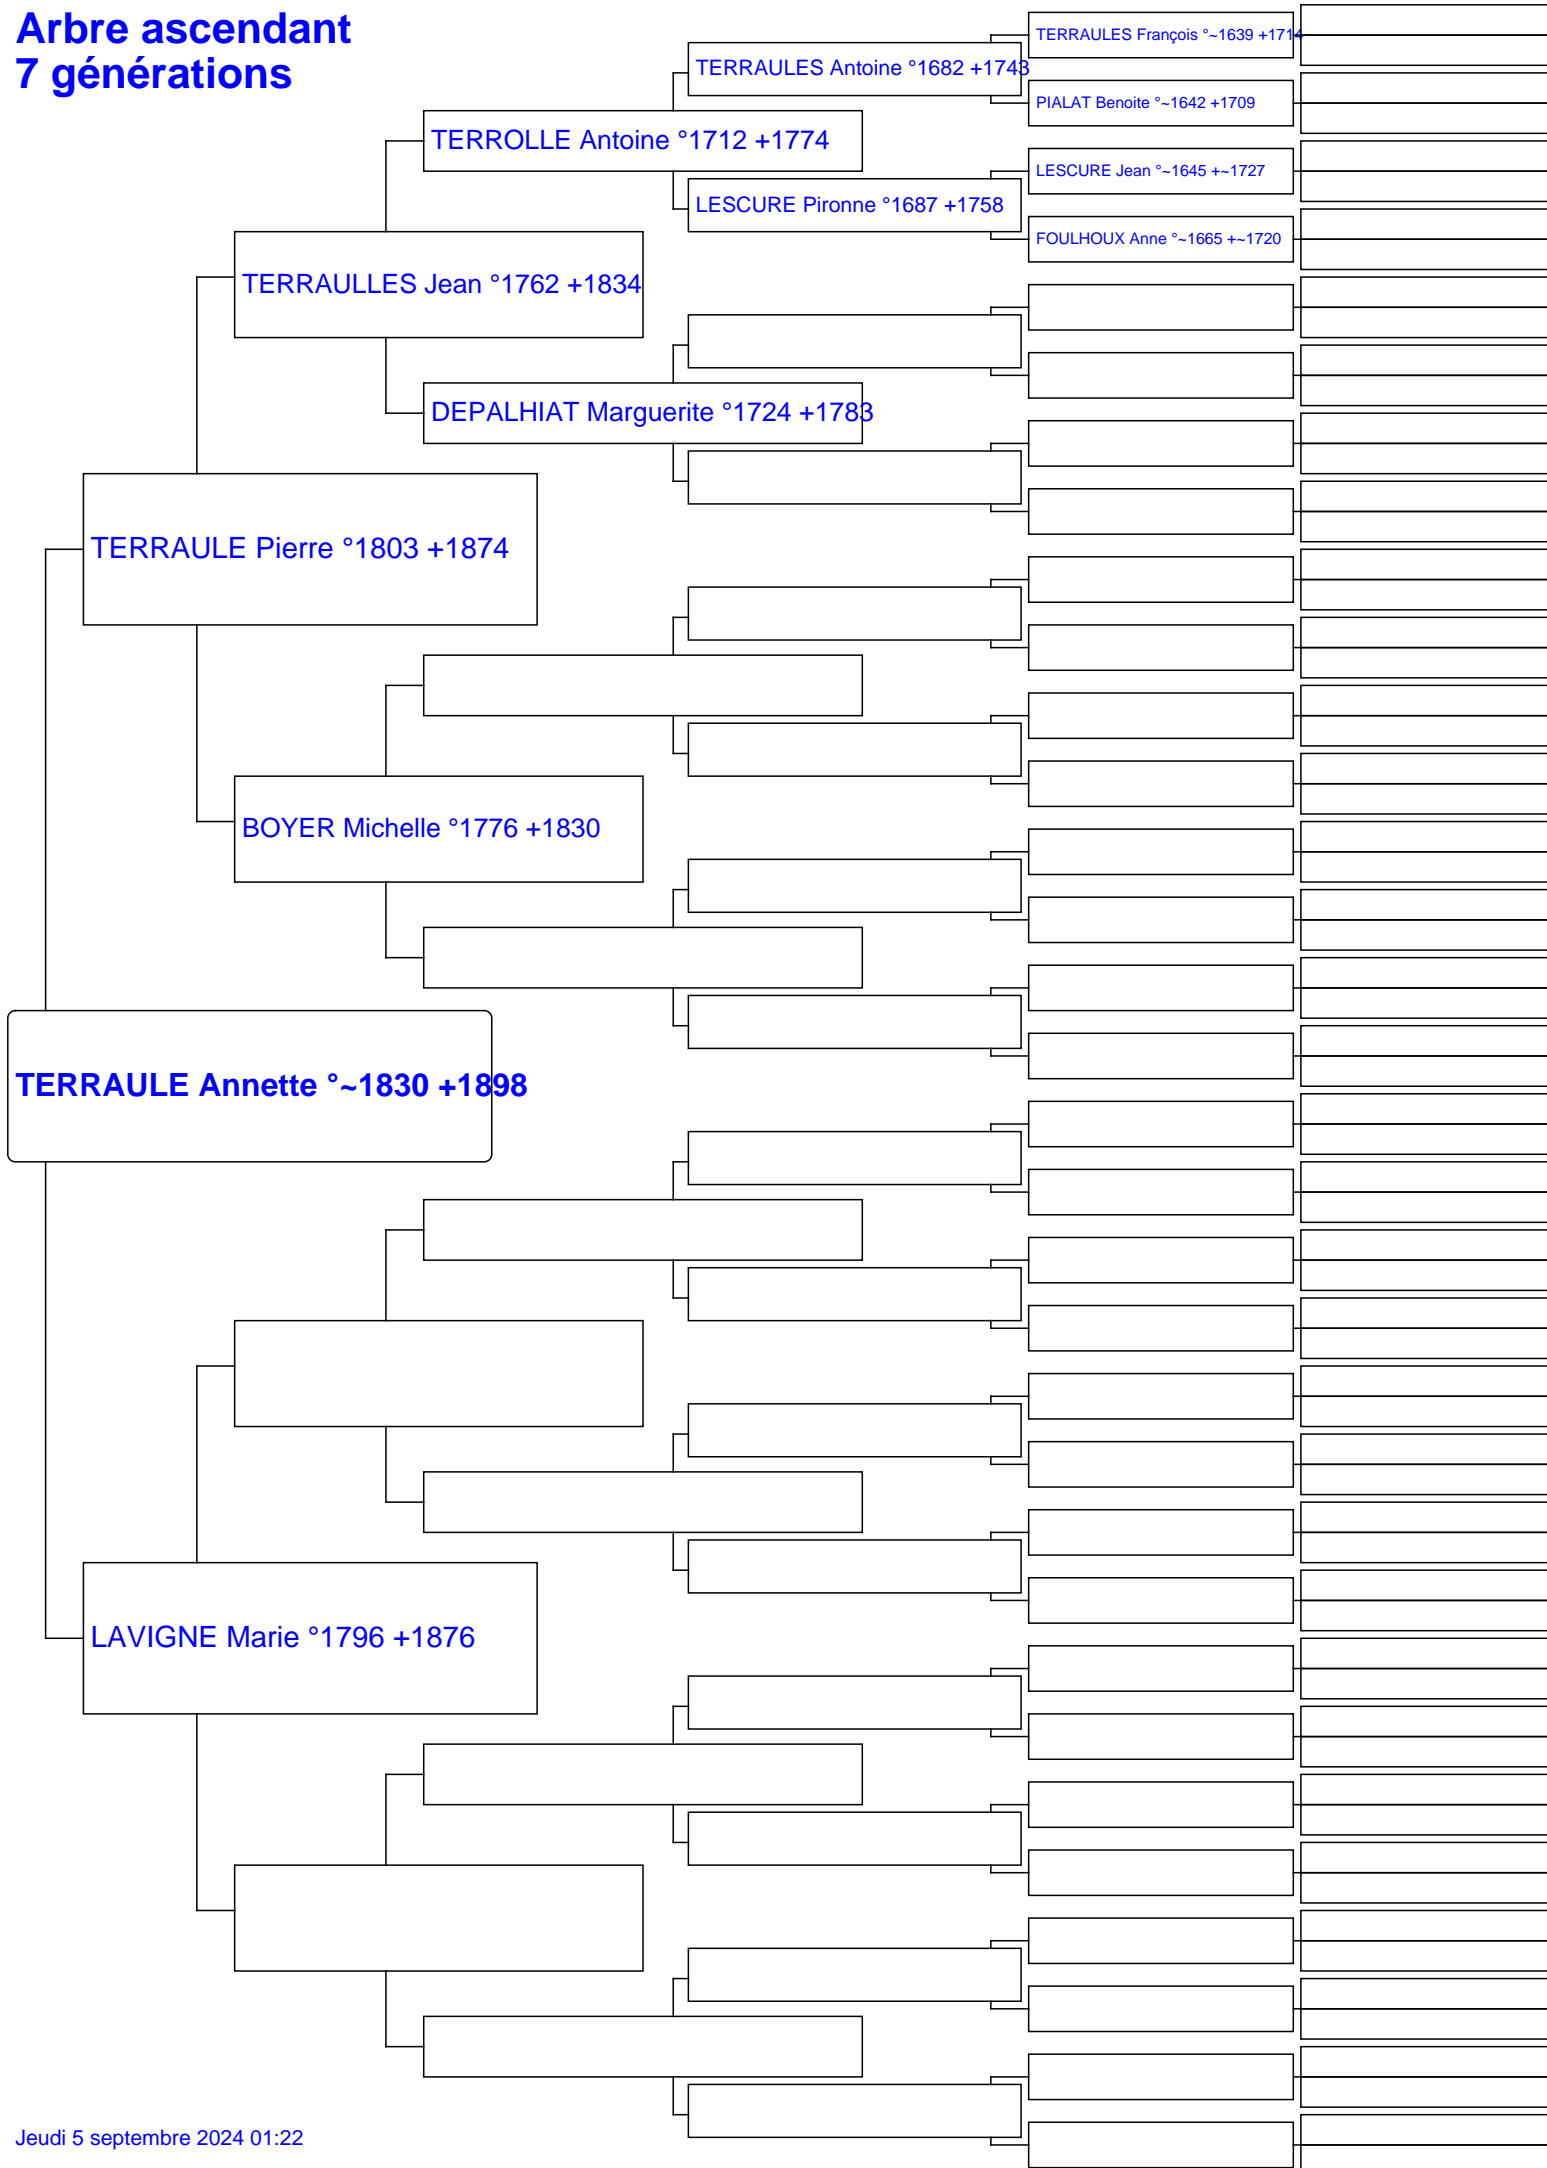 Arbre ascendant
7 générations
TERRAULES François °~1639 +1714
TERRAULES Antoine °1682 +1743
PIALAT Benoite °~1642 +1709
TERROLLE Antoine °1712 +1774
LESCURE Jean °~1645 +~1727
LESCURE Pironne °1687 +1758
FOULHOUX Anne °~1665 +~1720
TERRAULLES Jean °1762 +1834
DEPALHIAT Marguerite °1724 +1783
TERRAULE Pierre °1803 +1874
BOYER Michelle °1776 +1830
TERRAULE Annette °~1830 +1898
LAVIGNE Marie °1796 +1876
Jeudi 5 septembre 2024 01:22